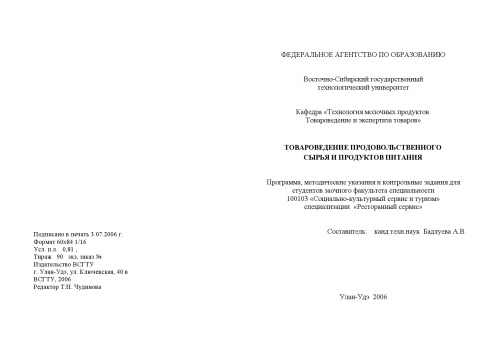 ФЕДЕРАЛЬНОЕ АГЕНТСТВО ПО ОБРАЗОВАНИЮ
Восточно-Сибирский государственный
технологический университет
Кафедра «Технология молочных продуктов.
Товароведение и экспертиза товаров»
ТОВАРОВЕДЕНИЕ ПРОДОВОЛЬСТВЕННОГО
СЫРЬЯ И ПРОДУКТОВ ПИТАНИЯ
Программа, методические указания и контрольные задания для
студентов заочного факультета специальности
100103 «Социально-культурный сервис и туризм»
специализации «Ресторанный сервис»
Составитель: канд.техн.наук Бадлуева А.В.
Улан-Удэ 2006
Подписано в печать 3.07.2006 г.
Формат 60х84 1/16
Усл. п.л. 0,81 ,
Тираж 90 экз, заказ №
Издательство ВСГТУ
г. Улан-Удэ, ул. Ключевская, 40 в
ВСГТУ, 2006
Редактор Т.Н. Чудинова